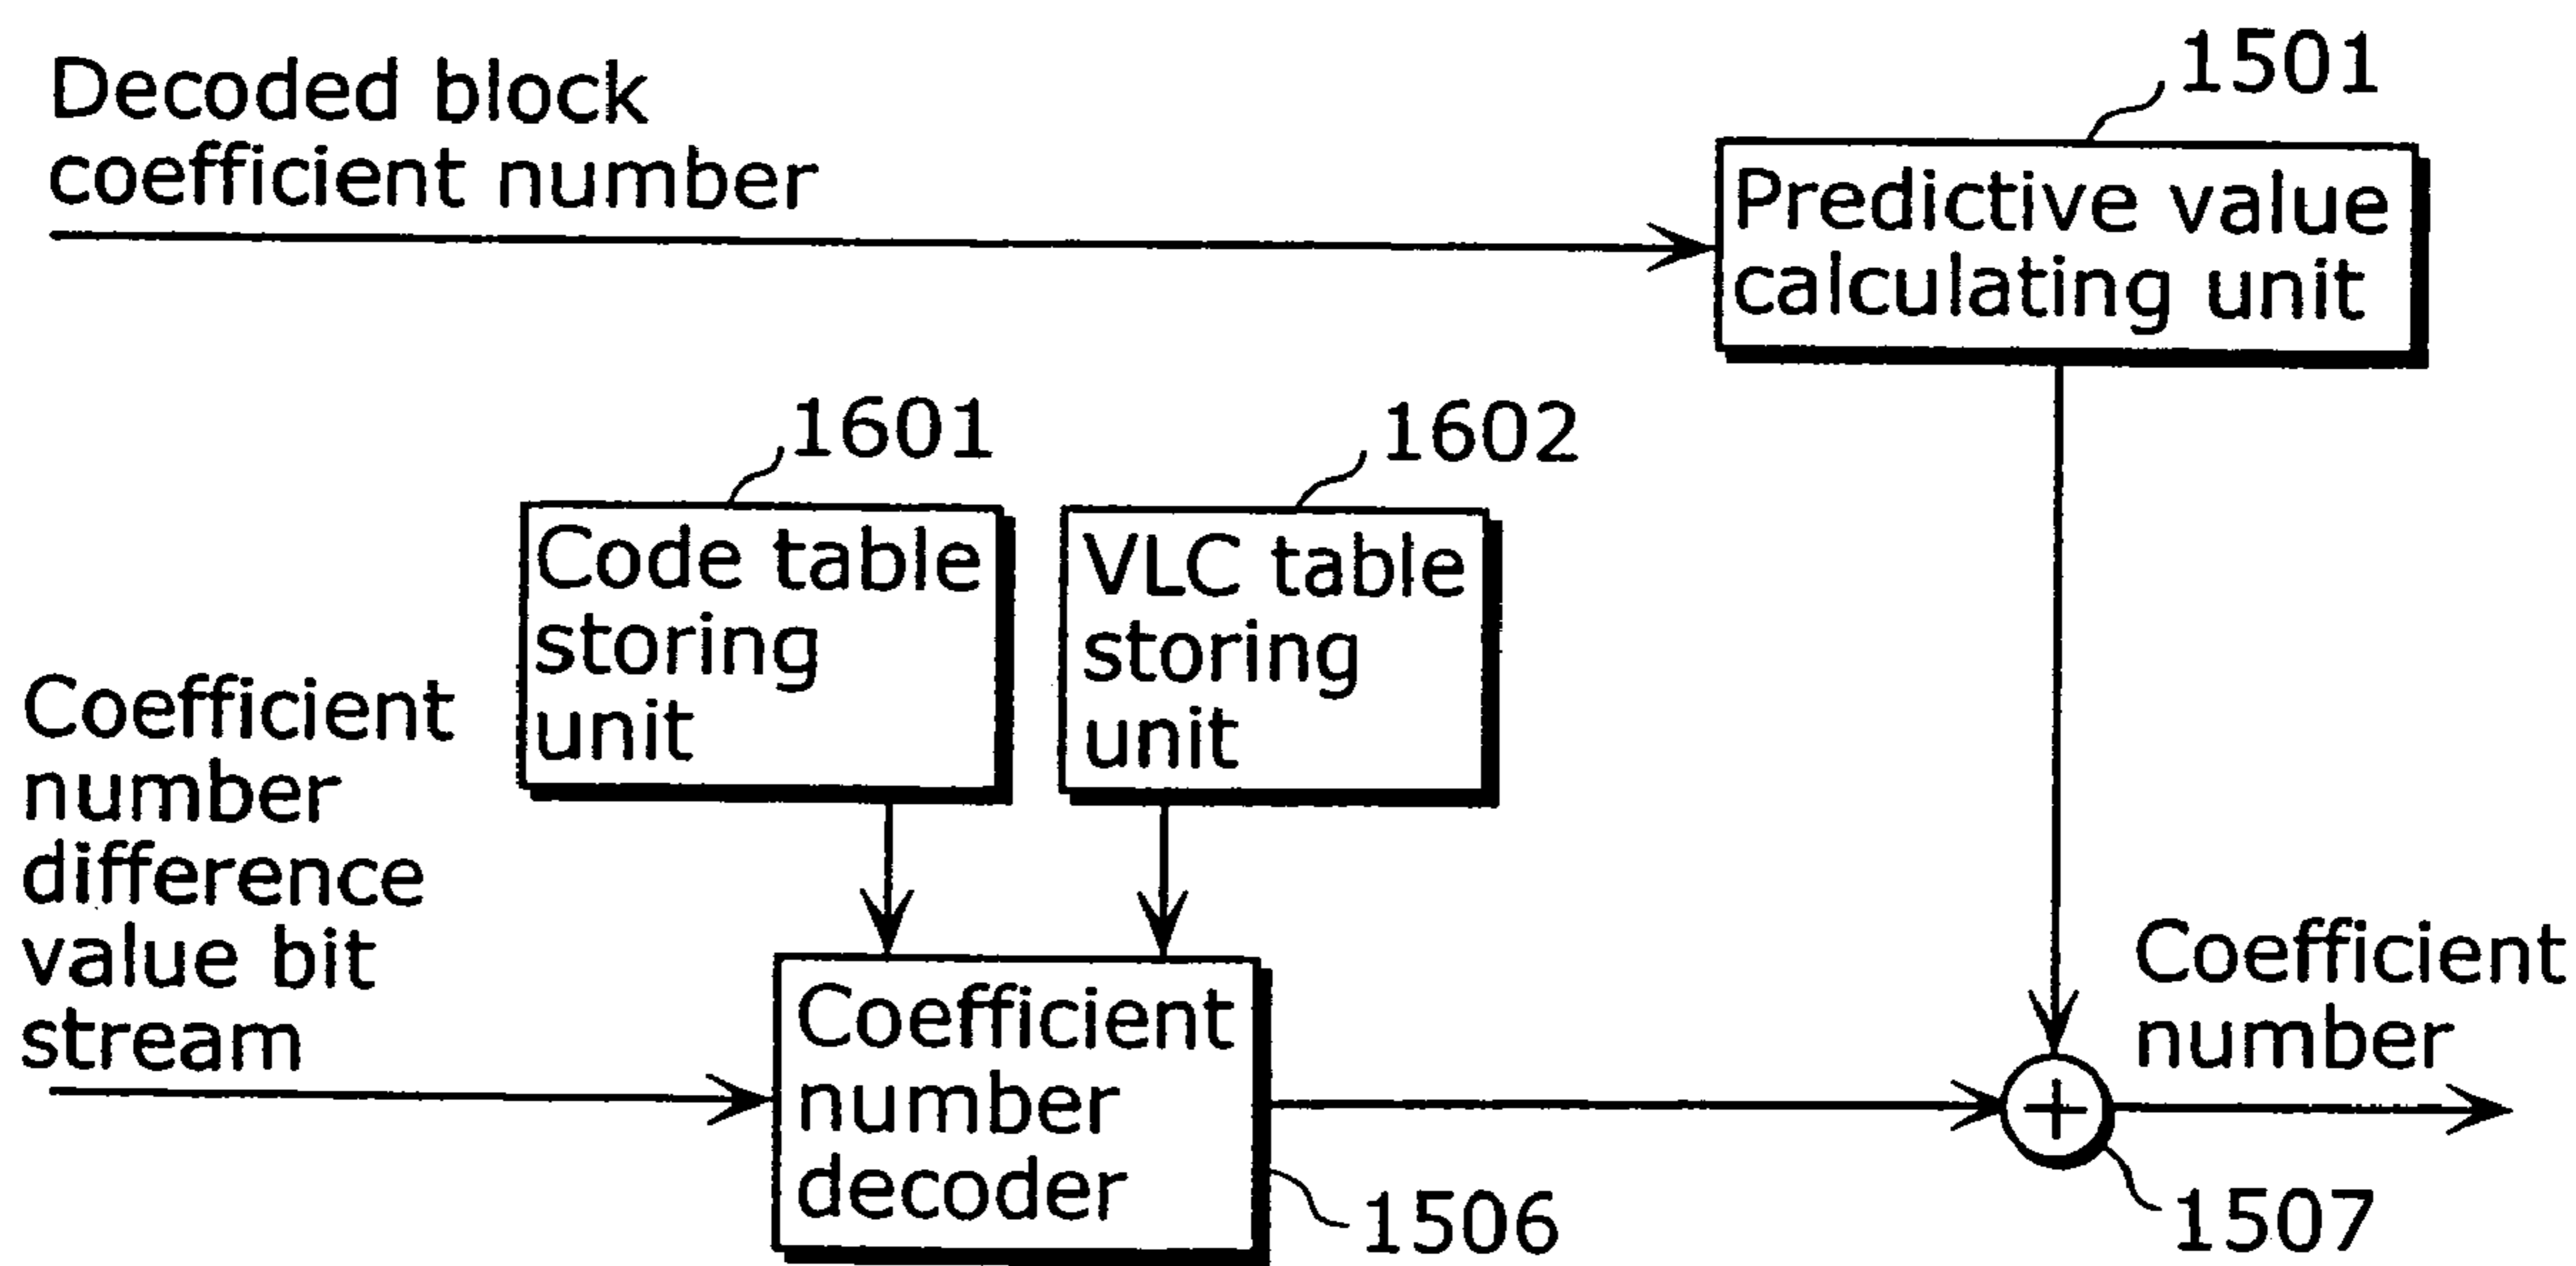 Decoded block
coefficient number
1501
Predictive value
calculating unit
1601
1602
Code table
storing
unit
VLC table
storing
unit
Coefficient
number
difference
value bit
stream
Coefficient
number
decoder
1506
+
Coefficient
number
1507